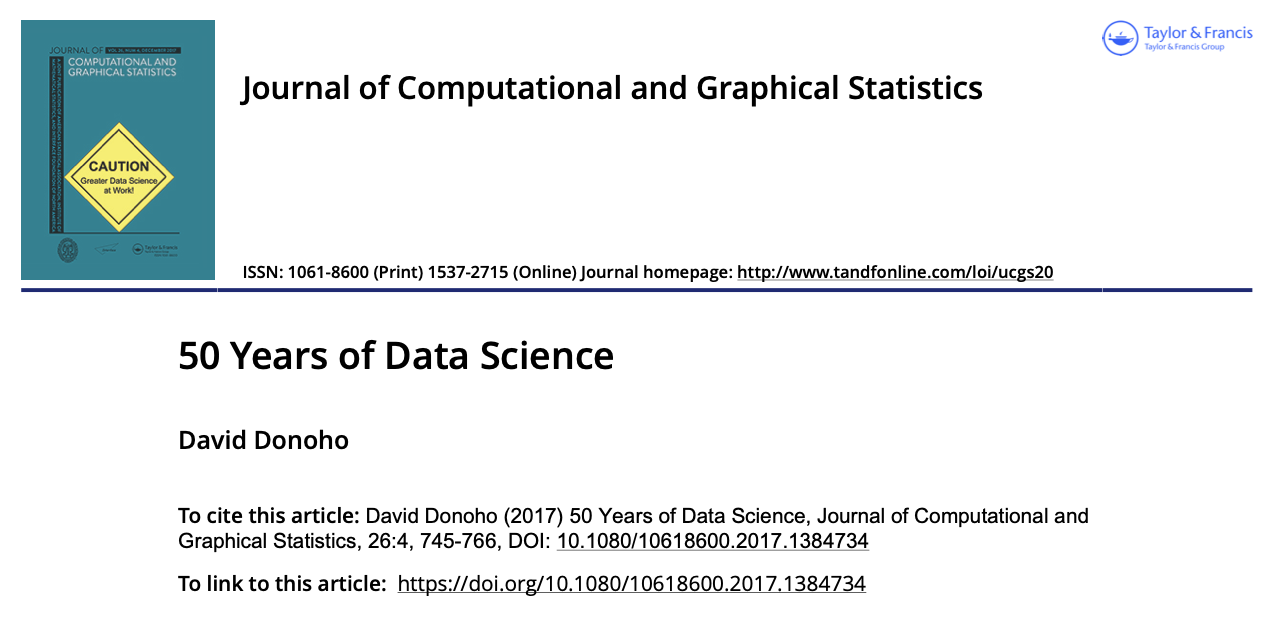 JOURNAL OF VOL 26, NUM 4, DECEMBER 2017
COMPUTATIONAL AND
GRAPHICAL STATISTICS
CAUTION
Greater Data Science
at Work!
Taylor & Francis
Taylor & Francis
Taylor & Francis Group
Journal of Computational and Graphical Statistics
ISSN: 1061-8600 (Print) 1537-2715 (Online) Journal homepage: http://www.tandfonline.com/loi/ucgs20
50 Years of Data Science
David Donoho
To cite this article: David Donoho (2017) 50 Years of Data Science, Journal of Computational and
Graphical Statistics, 26:4, 745-766, DOI: 10.1080/10618600.2017.1384734
To link to this article: https://doi.org/10.1080/10618600.2017.1384734